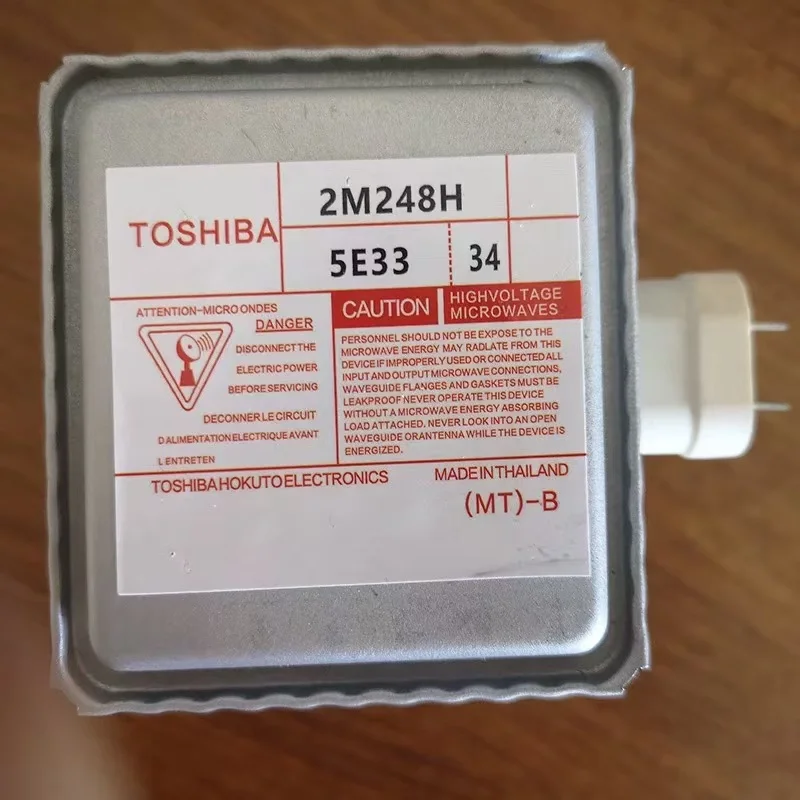 TOSHIBA
2M248H
5E33
34
ATTENTION-MICROONDES
DANGER
DISCONNECT THE
ELECTRIC POWER
BEFORE SERVICING
DECONNER LE CIRCUIT
D ALIMENTATION ELECTRIQUE AVANT
L ENTRETEN
CAUTION
HIGHVOLTAGE
MICROWAVES
PERSONNEL SHOULD NOT BE EXPOSE TO THE
MICROWAVE ENERGY MAY RADLATE FROM THIS
DEVICE IF IMPROPERLY USED OR CONNECTED ALL
INPUT AND OUTPUT MICROWAVE CONNECTIONS,
WAVEGUIDE FLANGES AND GASKETS MUST BE
LEAKPROOF NEVER OPERATE THIS DEVICE
WITHOUT A MICROWAVE ENERGY ABSORBING
LOAD ATTACHED. NEVER LOOK INTO AN OPEN
WAVEGUIDE ORANTENNA WHILE THE DEVICE IS
ENERGIZED.
TOSHIBA HOKUTO ELECTRONICS
MADE IN THAILAND
(MT)-B